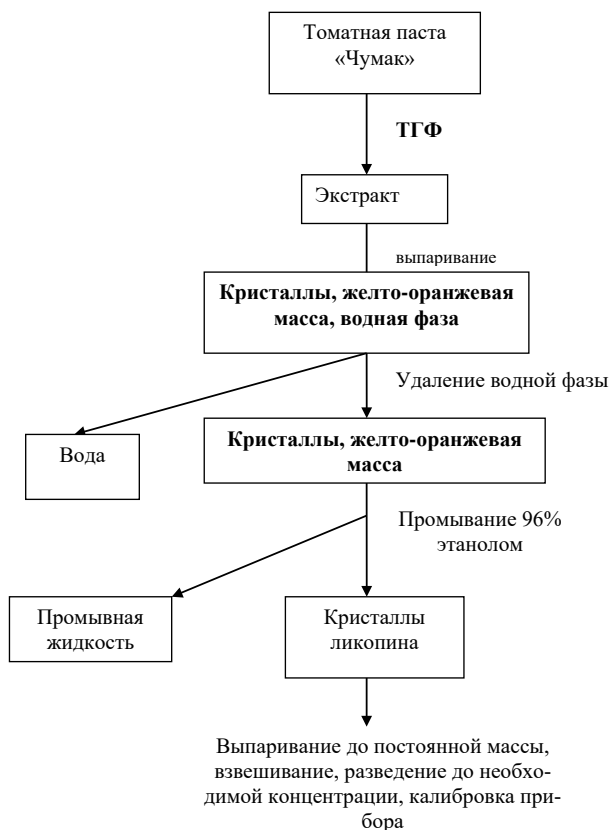 Томатная паста
«Чумак»
ТГФ
Экстракт
выпаривание
Кристаллы, желто-оранжевая
масса, водная фаза
Удаление водной фазы
Вода
Кристаллы, желто-оранжевая
масса
Промывание 96%
этанолом
Промывная
жидкость
Кристаллы
ликопина
Выпаривание до постоянной массы,
взвешивание, разведение до необхо-
димой концентрации, калибровка при-
бора